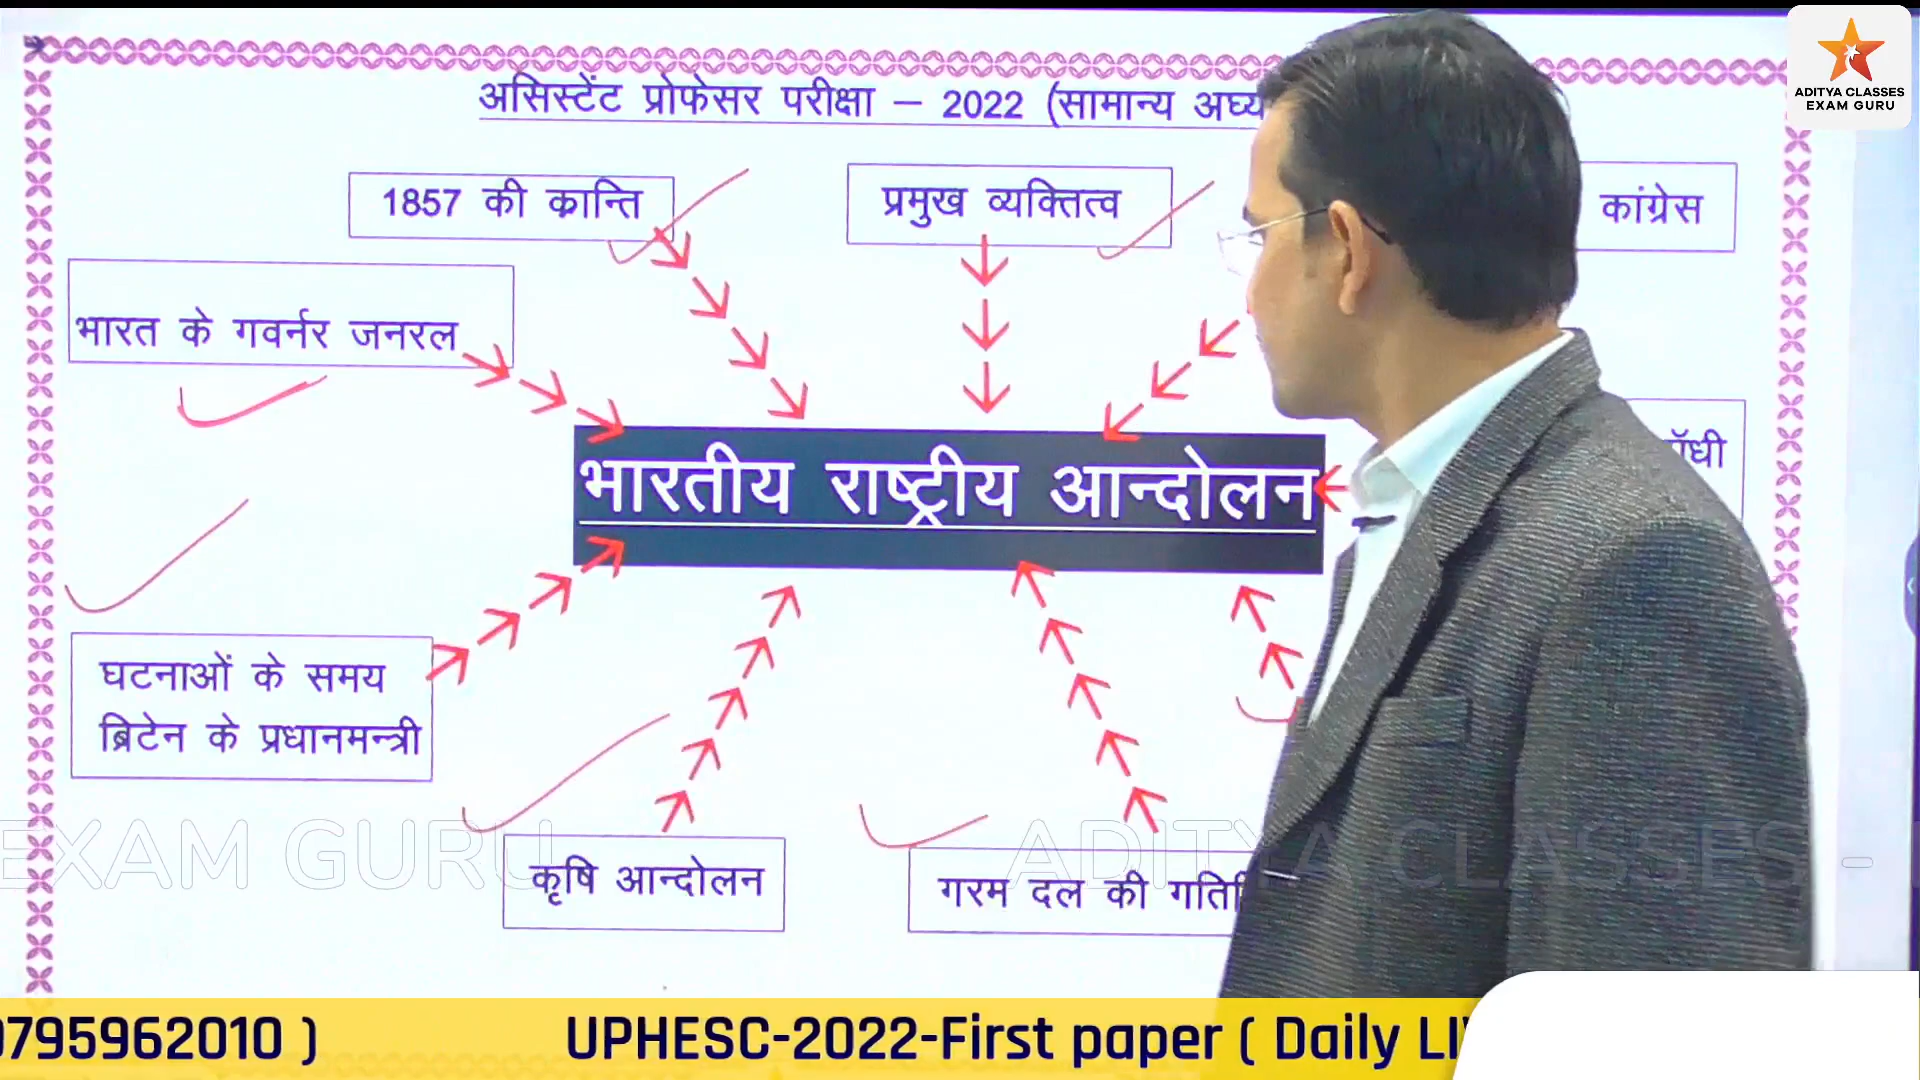 असिस्टेंट प्रोफेसर परीक्षा – 2022 (सामान्य
ADITYA CLASSES
EXAM GURU
1857 की क्रान्ति
प्रमुख व्यक्तित्व
कांग्रेस
भारत के गवर्नर जनरल
भारतीय राष्ट्रीय आन्दोलन
घटनाओं के समय
ब्रिटेन के प्रधानमन्त्री
कृषि आन्दोलन
गरम दल की
EXAM GURU
ADITYA CLASSES -
9795962010 )
UPHESC-2022-First paper ( Daily